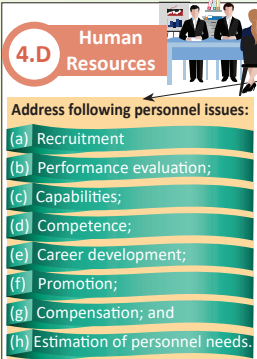 4.D
Human
Resources
Address following personnel issues:
(a) Recruitment
(b) Performance evaluation;
(c) Capabilities;
(d) Competence;
(e) Career development;
(f) Promotion;
(g) Compensation; and
(h) Estimation of personnel needs.